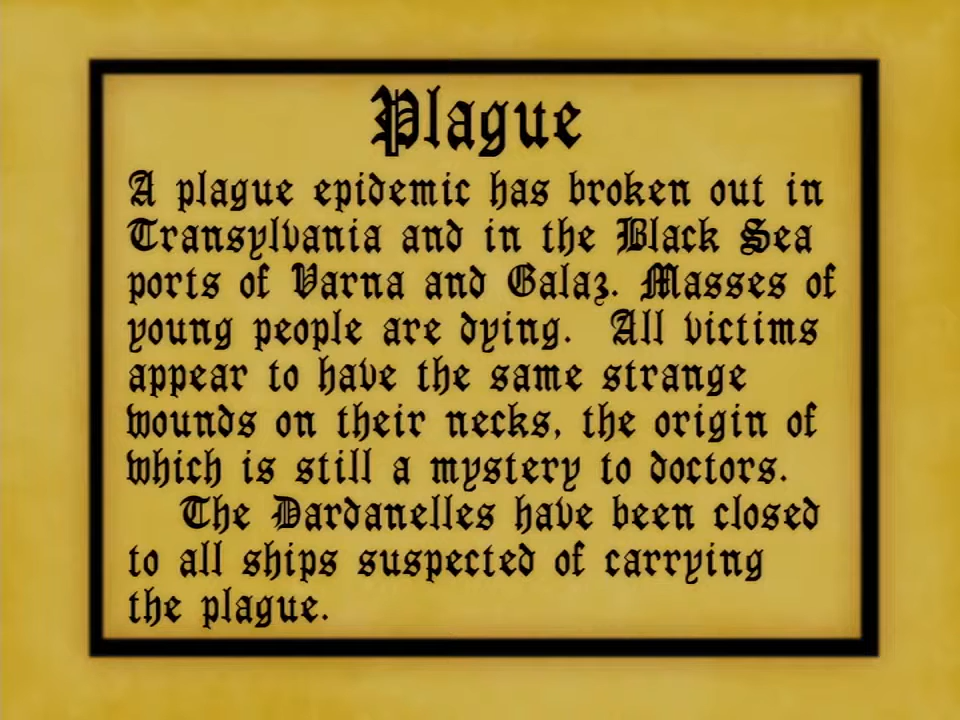 Plague
A plague epidemic has broken out in
Transylvania and in the Black Sea
ports of Varna and Galaz. Masses of
young people are dying. All victims
appear to have the same strange
wounds on their necks, the origin of
which is still a mystery to doctors.
The Dardanelles have been closed
to all ships suspected of carrying
the plague.